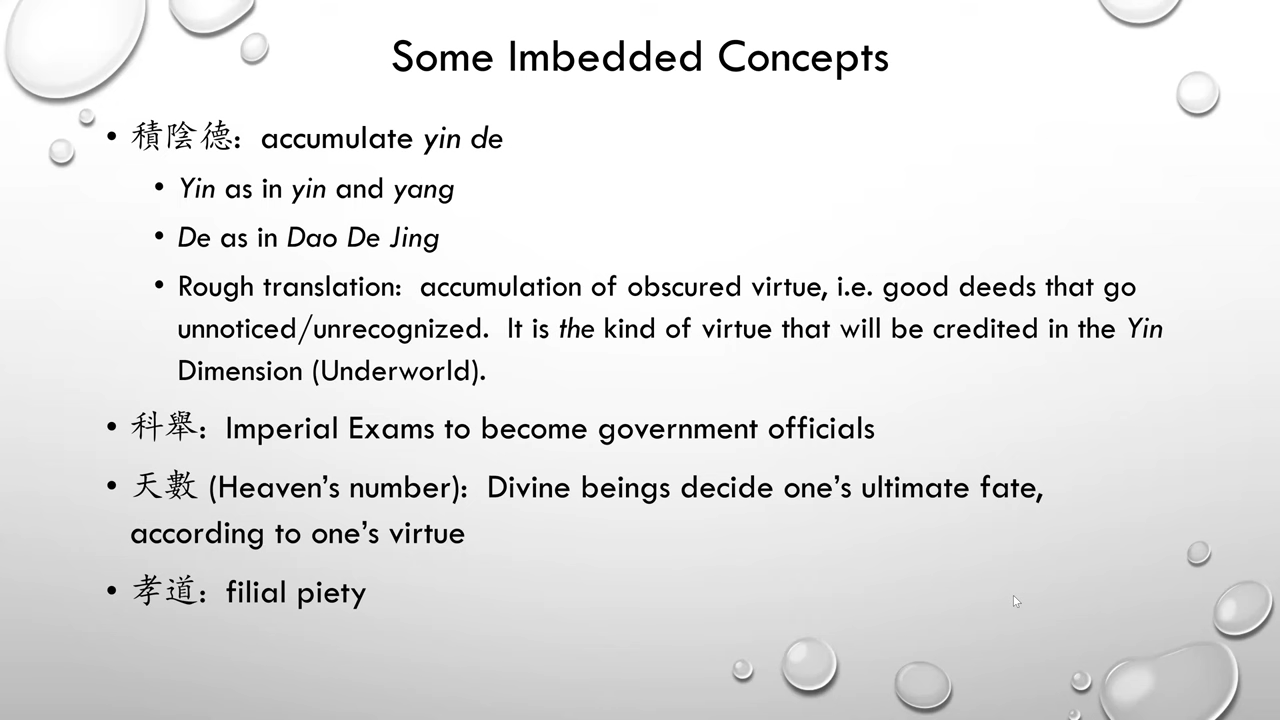 Some Imbedded Concepts
• 積陰德: accumulate yin de
• Yin as in yin and yang
• De as in Dao De Jing
• Rough translation: accumulation of obscured virtue, i.e. good deeds that go
unnoticed/unrecognized. It is the kind of virtue that will be credited in the Yin
Dimension (Underworld).
• 科舉: Imperial Exams to become government officials
• 天數 (Heaven's number): Divine beings decide one's ultimate fate,
according to one's virtue
• 孝道: filial piety